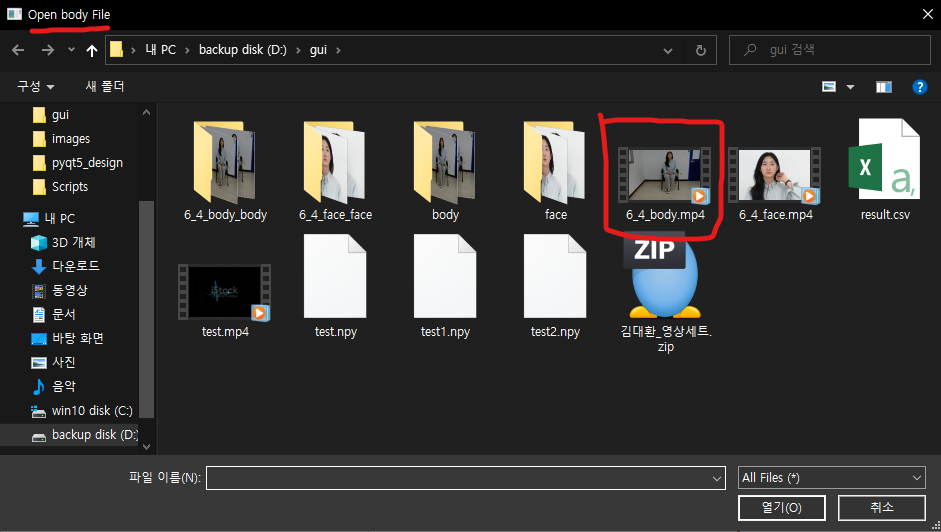 Open body File
내 PC
backup disk (D:)
gui
gui 검색
구성
새 폴더
gui
images
pyqt5_design
Scripts
내 PC
3D 개체
다운로드
동영상
문서
바탕 화면
사진
음악
win10 disk (C:)
backup disk (D:)
6_4_body_body
6_4_face_face
body
face
6_4_body.mp4
6_4_face.mp4
X a,
result.csv
iStock
test.mp4
test.npy
test1.npy
test2.npy
ZIP
김대환_영상세트.
zip
파일 이름(N):
All Files (*)
열기(O)
취소